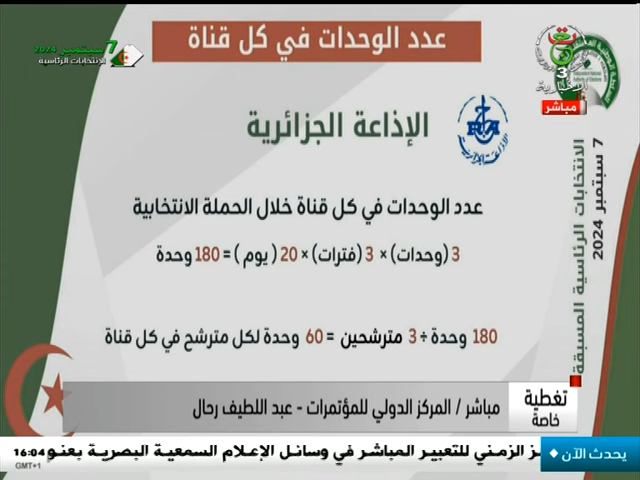 عدد الوحدات في كل قناة
7 سبتمبر 2024
الانتخابات الرئاسية
3
الإخبارية
مباشر
الإذاعة الجزائرية
عدد الوحدات في كل قناة خلال الحملة الانتخابية
3 (وحدات) × 3 (فترات) × 20 (يوم) = 180 وحدة
180 وحدة ÷ 3 مترشحين = 60 وحدة لكل مترشح في كل قناة
الانتخابات الرئاسية المسبقة
7 سبتمبر 2024
تغطية خاصة
مباشر / المركز الدولي للمؤتمرات - عبد اللطيف رحال
يحدث الآن
الزمني للتعبير المباشر في وسائل الإعلام السمعية البصرية بعنو
16:04
GMT+1